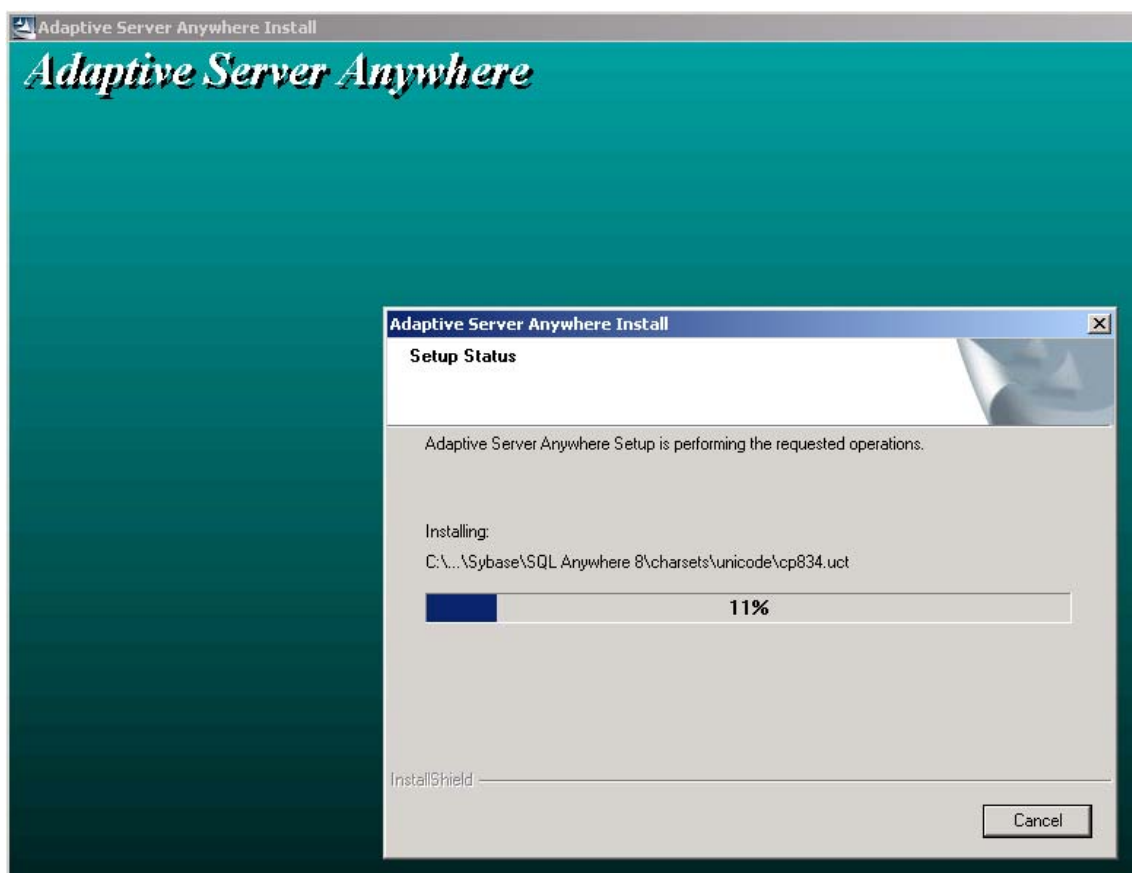 Adaptive Server Anywhere Install
Adaptive Server Anywhere
Adaptive Server Anywhere Install
Setup Status
Adaptive Server Anywhere Setup is performing the requested operations.
Installing:
C:\...\Sybase\SQL Anywhere 8\charsets\unicode\cp834.uct
11%
InstallShield
Cancel